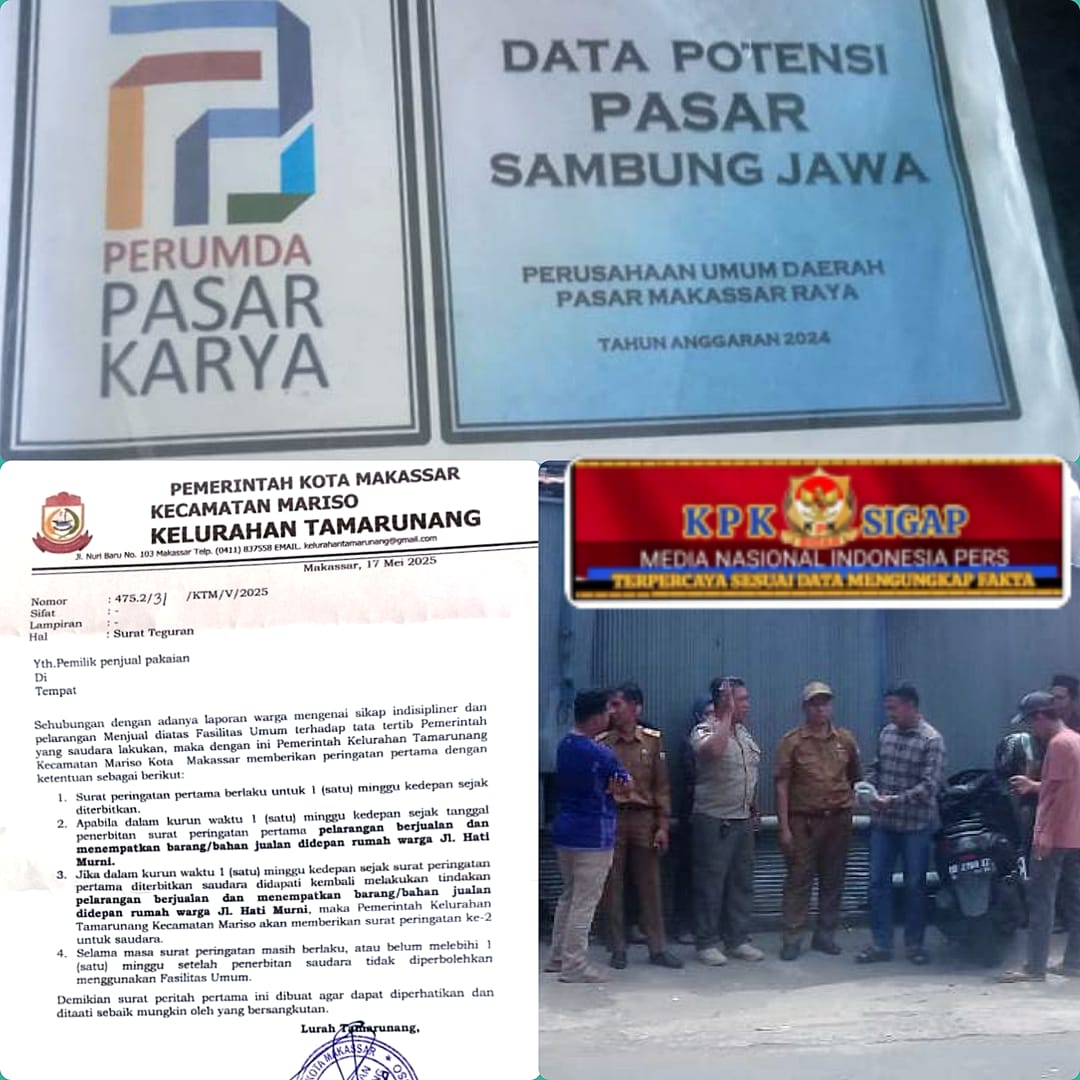 PERUMDA
PASAR
KARYA
DATA POTENSI
PASAR
SAMBUNG JAWA
PERUSAHAAN UMUM DAERAH
PASAR MAKASSAR RAYA
TAHUN ANGGARAN 2024
PEMERINTAH KOTA MAKASSAR
KECAMATAN MARISO
KELURAHAN TAMARUNANG
Jl. Nuri Baru No. 103 Makassar Telp. (0411) 837558 EMAIL. kelurahantamarunang@gmail.com
Makassar, 17 Mei 2025
Nomor : 475.2/31 /KTM/V/2025
Sifat : -
Lampiran : -
Hal : Surat Teguran
Yth.Pemilik penjual pakaian
Di
Tempat
Sehubungan dengan adanya laporan warga mengenai sikap indisipliner dan
pelarangan Menjual diatas Fasilitas Umum terhadap tata tertib Pemerintah
yang saudara lakukan, maka dengan ini Pemerintah Kelurahan Tamarunang
Kecamatan Mariso Kota Makassar memberikan peringatan pertama dengan
ketentuan sebagai berikut:
1. Surat peringatan pertama berlaku untuk 1 (satu) minggu kedepan sejak
diterbitkan.
2. Apabila dalam kurun waktu 1 (satu) minggu kedepan sejak tanggal
penerbitan surat peringatan pertama pelarangan berjualan dan
menempatkan barang/bahan jualan didepan rumah warga Jl. Hati
Murni.
3. Jika dalam kurun waktu 1 (satu) minggu kedepan sejak surat peringatan
pertama diterbitkan saudara didapati kembali melakukan tindakan
pelarangan berjualan dan menempatkan barang/bahan jualan
didepan rumah warga Jl. Hati Murni, maka Pemerintah Kelurahan
Tamarunang Kecamatan Mariso akan memberikan surat peringatan ke-2
untuk saudara.
4. Selama masa surat peringatan masih berlaku, atau belum melebihi 1
(satu) minggu setelah penerbitan saudara tidak diperbolehkan
menggunakan Fasilitas Umum.
Demikian surat peritah pertama ini dibuat agar dapat diperhatikan dan
ditaati sebaik mungkin oleh yang bersangkutan.
Lurah Tamarunang,
KOTA MAKASSAR
KPK SIGAP
MEDIA NASIONAL INDONESIA PERS
TERPERCAYA SESUAI DATA MENGUNGKAP FAKTA